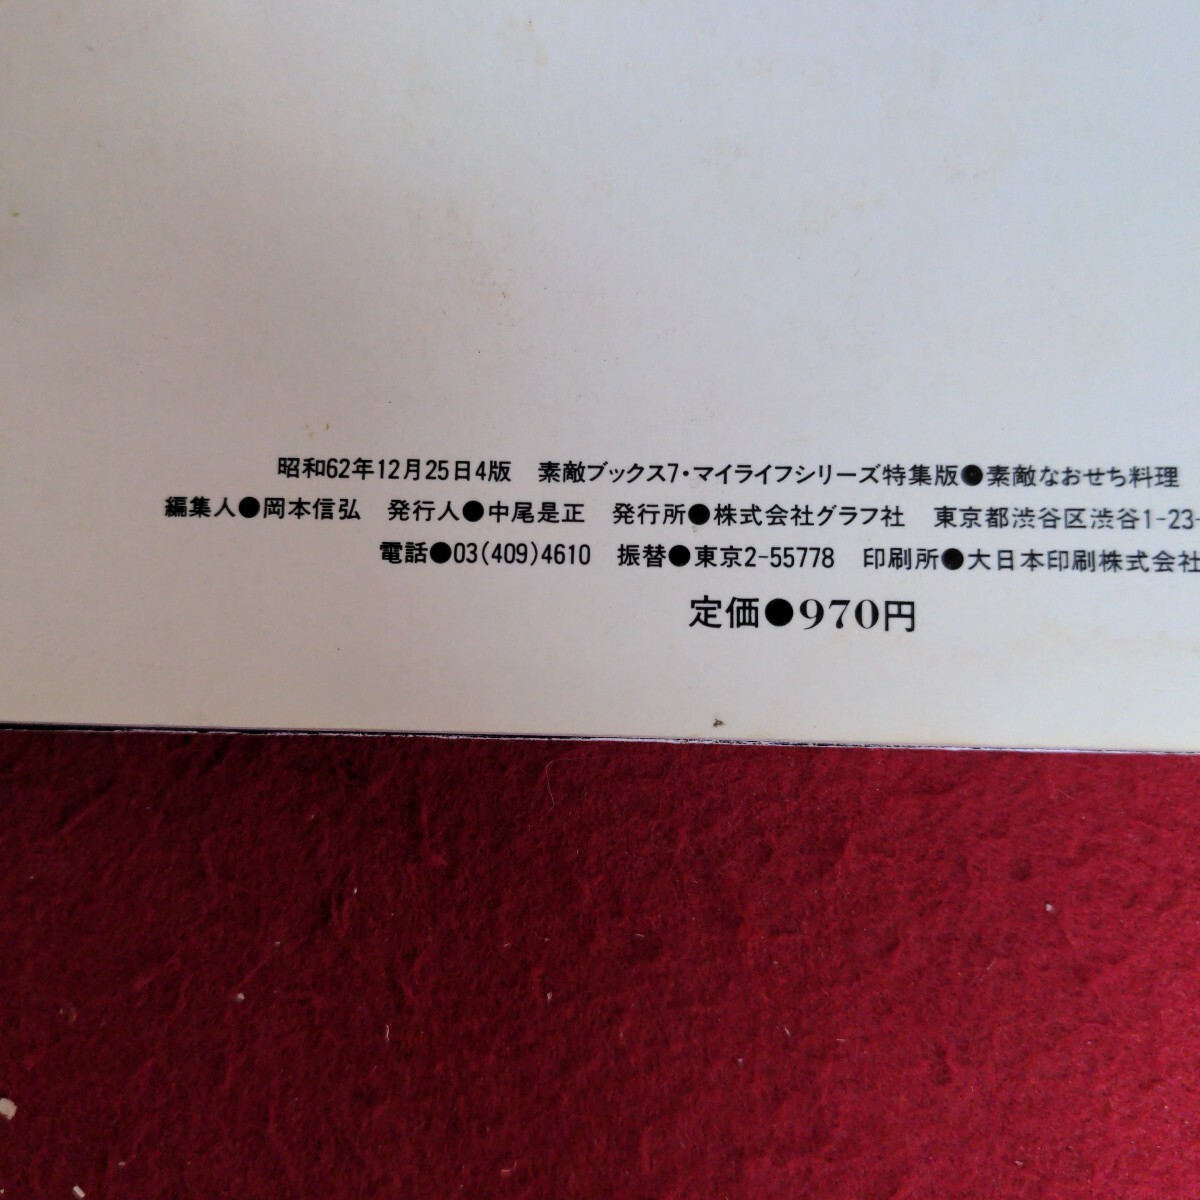 昭和62年12月25日4版 素敵ブックス7・マイライフシリーズ特集版●素敵なおせち料理
編集人●岡本信弘 発行人●中尾是正 発行所●株式会社グラフ社 東京都渋谷区渋谷1-23-
電話●03(409)4610 振替●東京2-55778 印刷所●大日本印刷株式会社
定価●970円